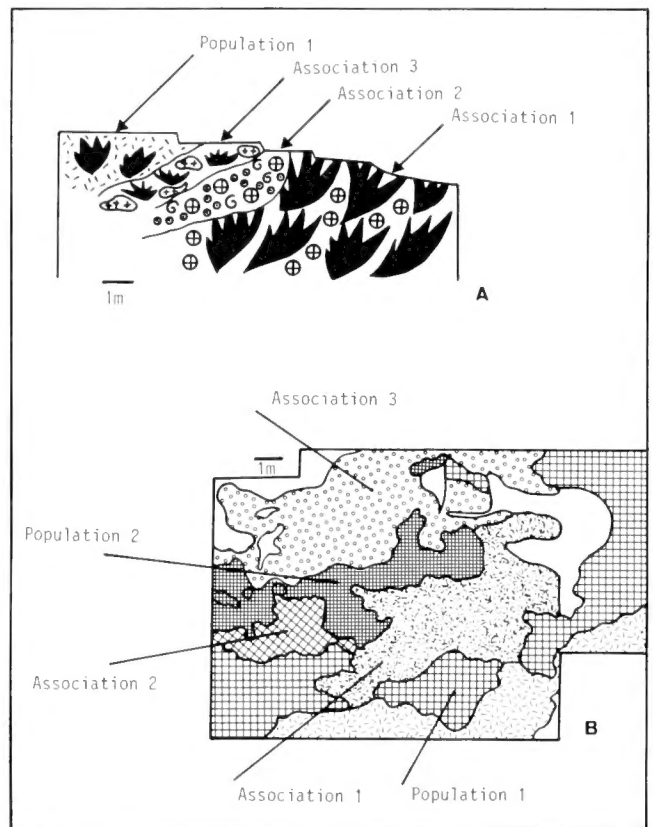 Population 1
Association 3
Association 2
Association 1
1m
A
Association 3
1m
Population 2
Association 2
B
Association 1
Population 1